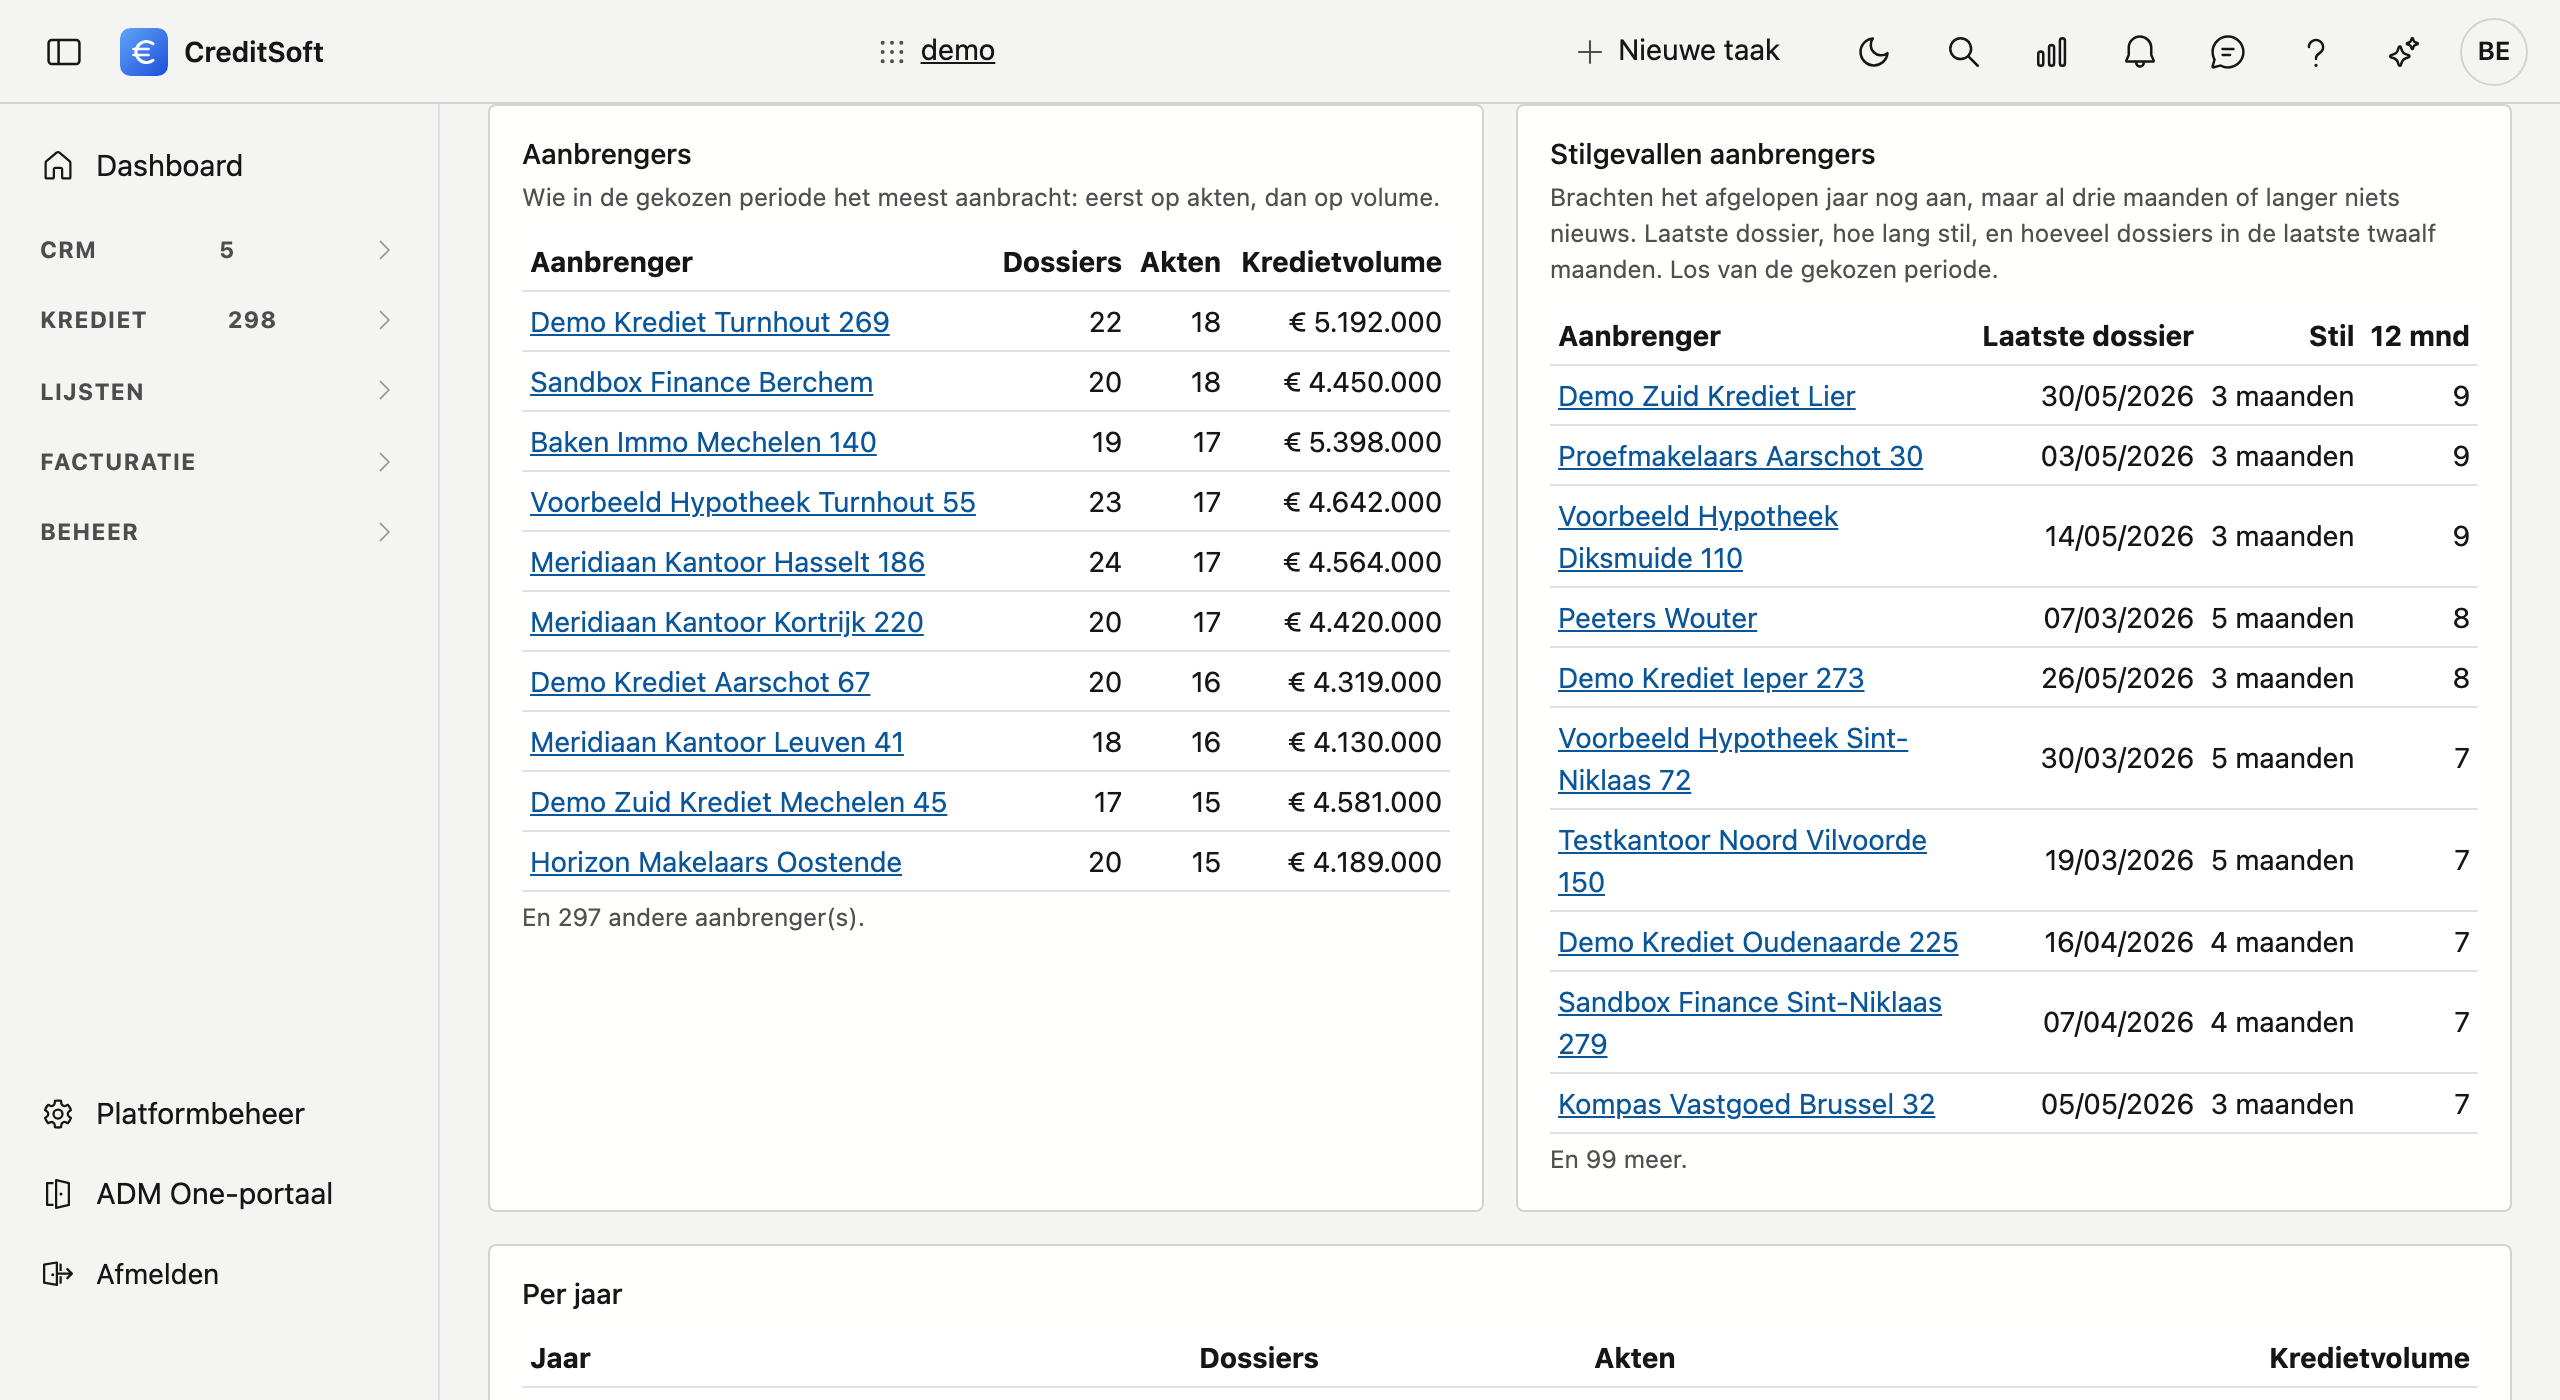 CreditSoft
demo
Nieuwe taak
BE
Dashboard
CRM 5
KREDIET 298
LIJSTEN
FACTURATIE
BEHEER
Platformbeheer
ADM One-portaal
Afmelden
Aanbrengers
Wie in de gekozen periode het meest aanbracht: eerst op akten, dan op volume.
Aanbrenger Dossiers Akten Kredietvolume
Demo Krediet Turnhout 269 22 18 € 5.192.000
Sandbox Finance Berchem 20 18 € 4.450.000
Baken Immo Mechelen 140 19 17 € 5.398.000
Voorbeeld Hypotheek Turnhout 55 23 17 € 4.642.000
Meridiaan Kantoor Hasselt 186 24 17 € 4.564.000
Meridiaan Kantoor Kortrijk 220 20 17 € 4.420.000
Demo Krediet Aarschot 67 20 16 € 4.319.000
Meridiaan Kantoor Leuven 41 18 16 € 4.130.000
Demo Zuid Krediet Mechelen 45 17 15 € 4.581.000
Horizon Makelaars Oostende 20 15 € 4.189.000
En 297 andere aanbrenger(s).
Stilgevallen aanbrengers
Brachten het afgelopen jaar nog aan, maar al drie maanden of langer niets
nieuws. Laatste dossier, hoe lang stil, en hoeveel dossiers in de laatste twaalf
maanden. Los van de gekozen periode.
Aanbrenger Laatste dossier Stil 12 mnd
Demo Zuid Krediet Lier 30/05/2026 3 maanden 9
Proefmakelaars Aarschot 30 03/05/2026 3 maanden 9
Voorbeeld Hypotheek
Diksmuide 110 14/05/2026 3 maanden 9
Peeters Wouter 07/03/2026 5 maanden 8
Demo Krediet Ieper 273 26/05/2026 3 maanden 8
Voorbeeld Hypotheek Sint-
Niklaas 72 30/03/2026 5 maanden 7
Testkantoor Noord Vilvoorde
150 19/03/2026 5 maanden 7
Demo Krediet Oudenaarde 225 16/04/2026 4 maanden 7
Sandbox Finance Sint-Niklaas
279 07/04/2026 4 maanden 7
Kompas Vastgoed Brussel 32 05/05/2026 3 maanden 7
En 99 meer.
Per jaar
Jaar Dossiers Akten Kredietvolume